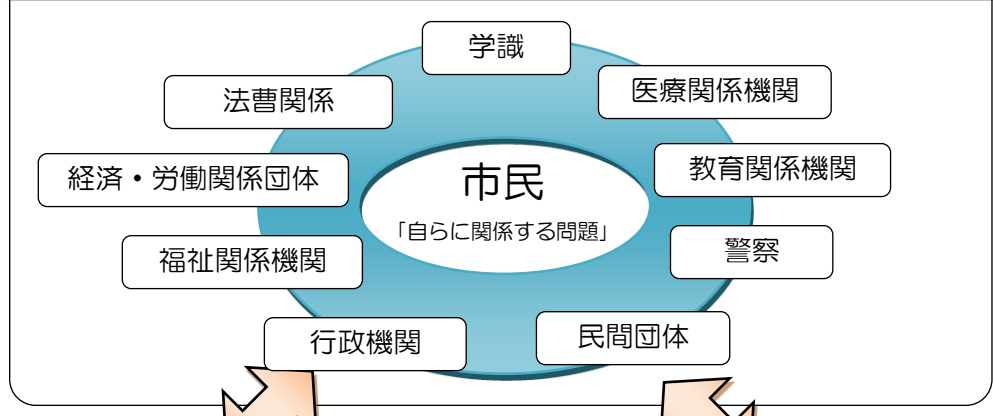 学識
法曹関係
医療関係機関
経済・労働関係団体
市民
教育関係機関
「自らに関係する問題」
福祉関係機関
警察
行政機関
民間団体